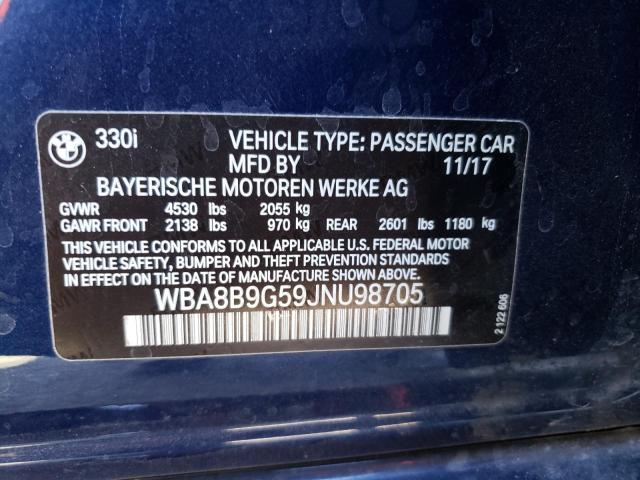 330i VEHICLE TYPE: PASSENGER CAR
MFD BY 11/17
BAYERISCHE MOTOREN WERKE AG
GVWR 4530 lbs 2055 kg
GAWR FRONT 2138 lbs 970 kg REAR 2601 lbs 1180 kg
THIS VEHICLE CONFORMS TO ALL APPLICABLE U.S. FEDERAL MOTOR
VEHICLE SAFETY, BUMPER AND THEFT PREVENTION STANDARDS
IN EFFECT ON THE DATE OF MANUFACTURE SHOWN ABOVE.
WBA8B9G59JNU98705
2 122 606